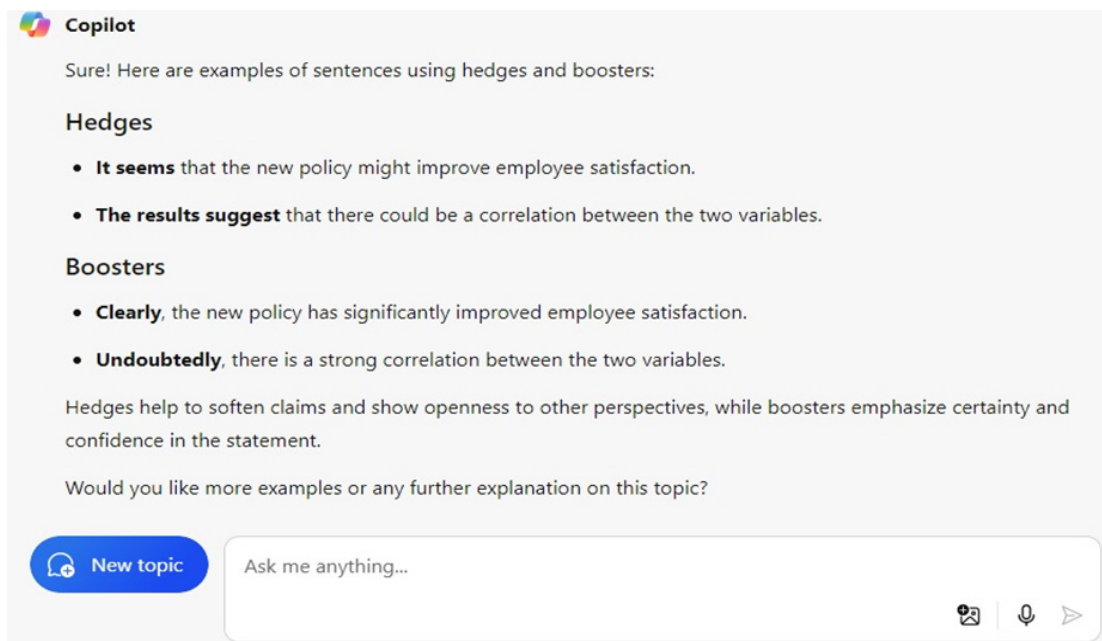 Copilot
Sure! Here are examples of sentences using hedges and boosters:
Hedges
• It seems that the new policy might improve employee satisfaction.
• The results suggest that there could be a correlation between the two variables.
Boosters
• Clearly, the new policy has significantly improved employee satisfaction.
• Undoubtedly, there is a strong correlation between the two variables.
Hedges help to soften claims and show openness to other perspectives, while boosters emphasize certainty and
confidence in the statement.
Would you like more examples or any further explanation on this topic?
New topic
Ask me anything...